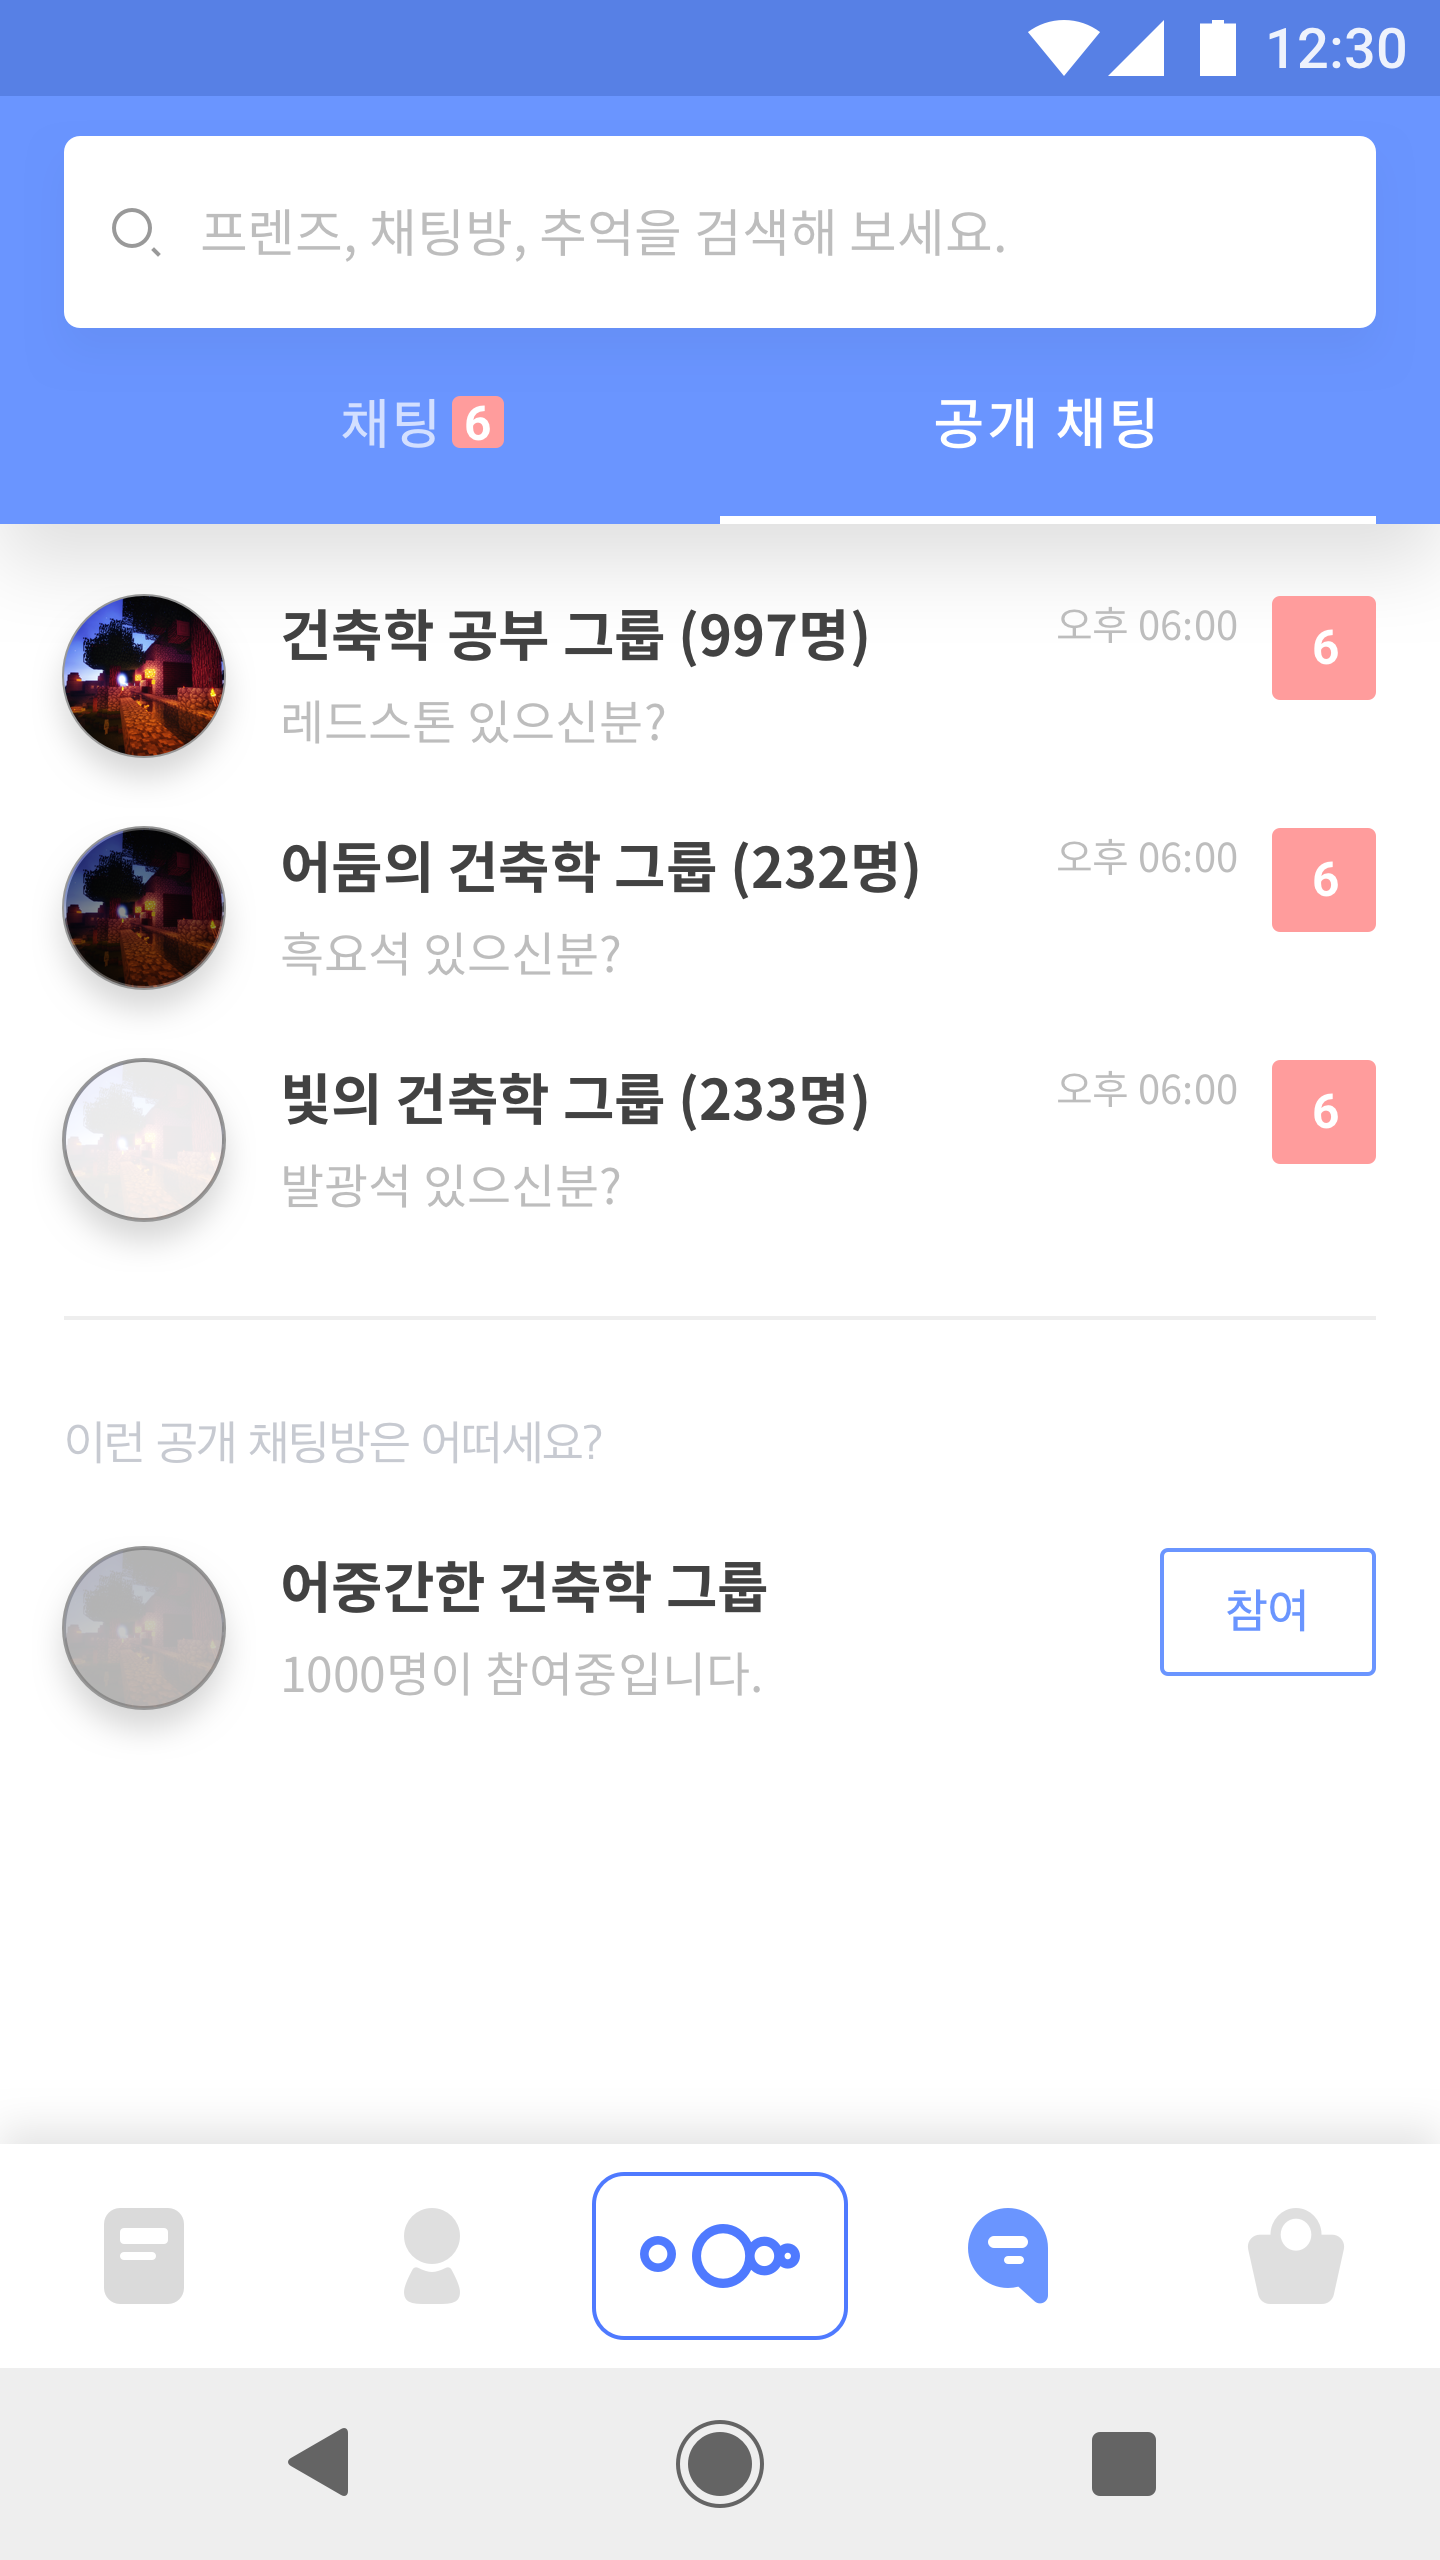 12:30
프렌즈, 채팅방, 추억을 검색해 보세요.
채팅 6
공개 채팅
건축학 공부 그룹 (997명)
오후 06:00
6
레드스톤 있으신분?
어둠의 건축학 그룹 (232명)
오후 06:00
6
흑요석 있으신분?
빛의 건축학 그룹 (233명)
오후 06:00
6
발광석 있으신분?
이런 공개 채팅방은 어떠세요?
어중간한 건축학 그룹
참여
1000명이 참여중입니다.